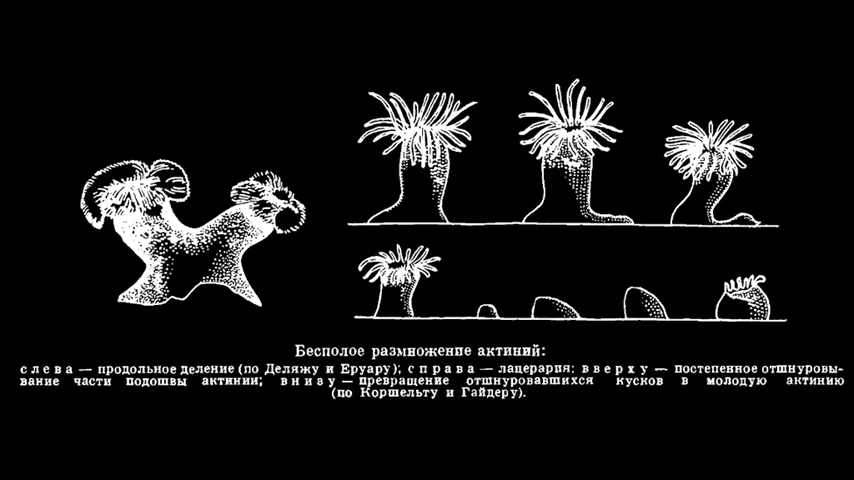 Бесполое размножение актиний:
слева — продольное деление (по Деляжу и Еруару); справа — лацерария: вверху — постепенное отшнуровы-
вание части подошвы актинии; внизу — превращение отшнуровавшихся кусков в молодую актинию
(по Коршельту и Гайдеру).